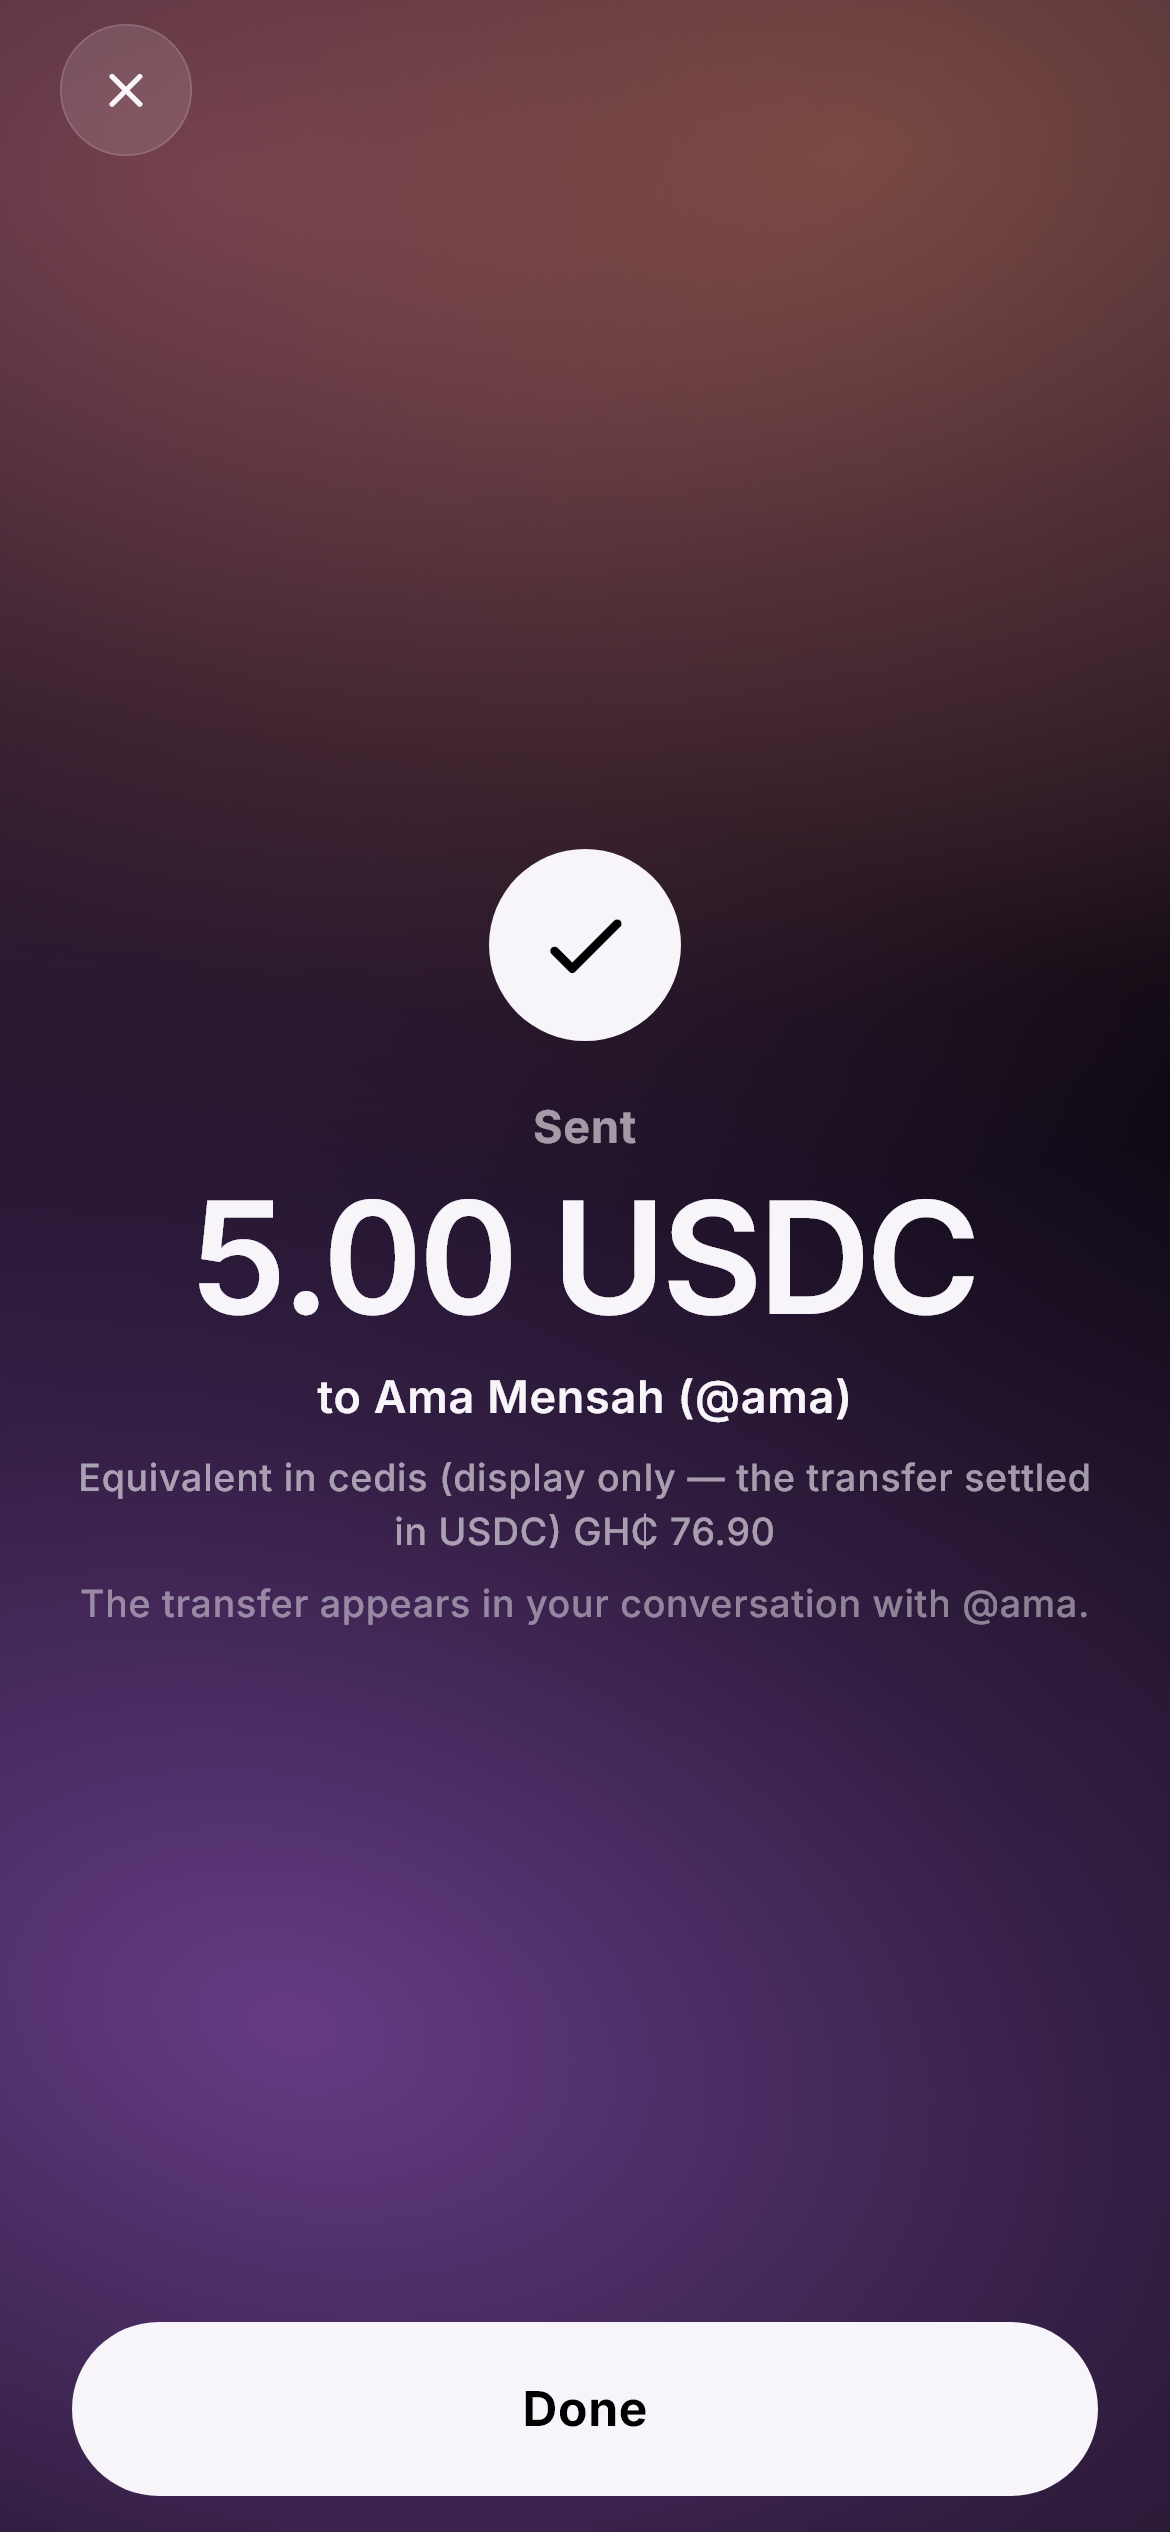 Sent
5.00 USDC
to Ama Mensah (@ama)
Equivalent in cedis (display only — the transfer settled
in USDC) GH₵ 76.90
The transfer appears in your conversation with @ama.
Done